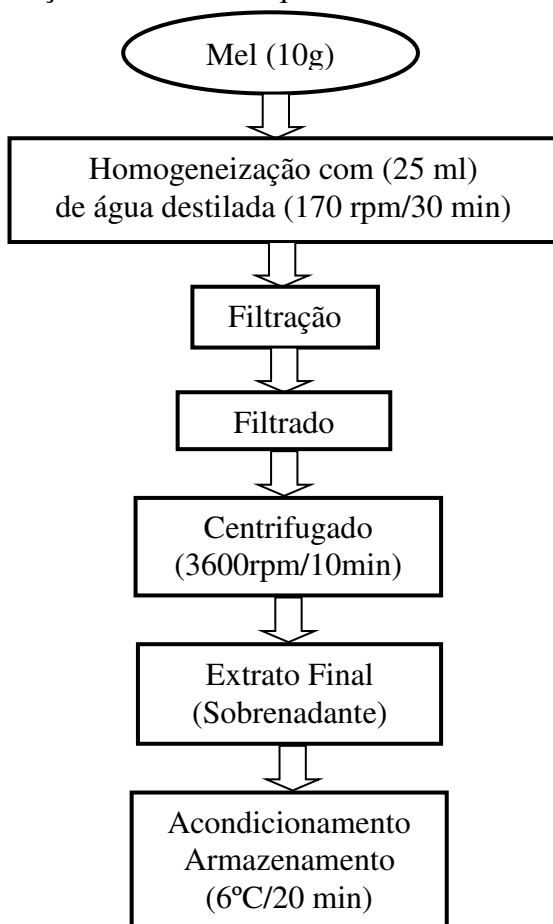 Mel (10g)
Homogeneização com (25 ml)
de água destilada (170 rpm/30 min)
Filtração
Filtrado
Centrifugado
(3600rpm/10min)
Extrato Final
(Sobrenadante)
Acondicionamento
Armazenamento
(6ºC/20 min)